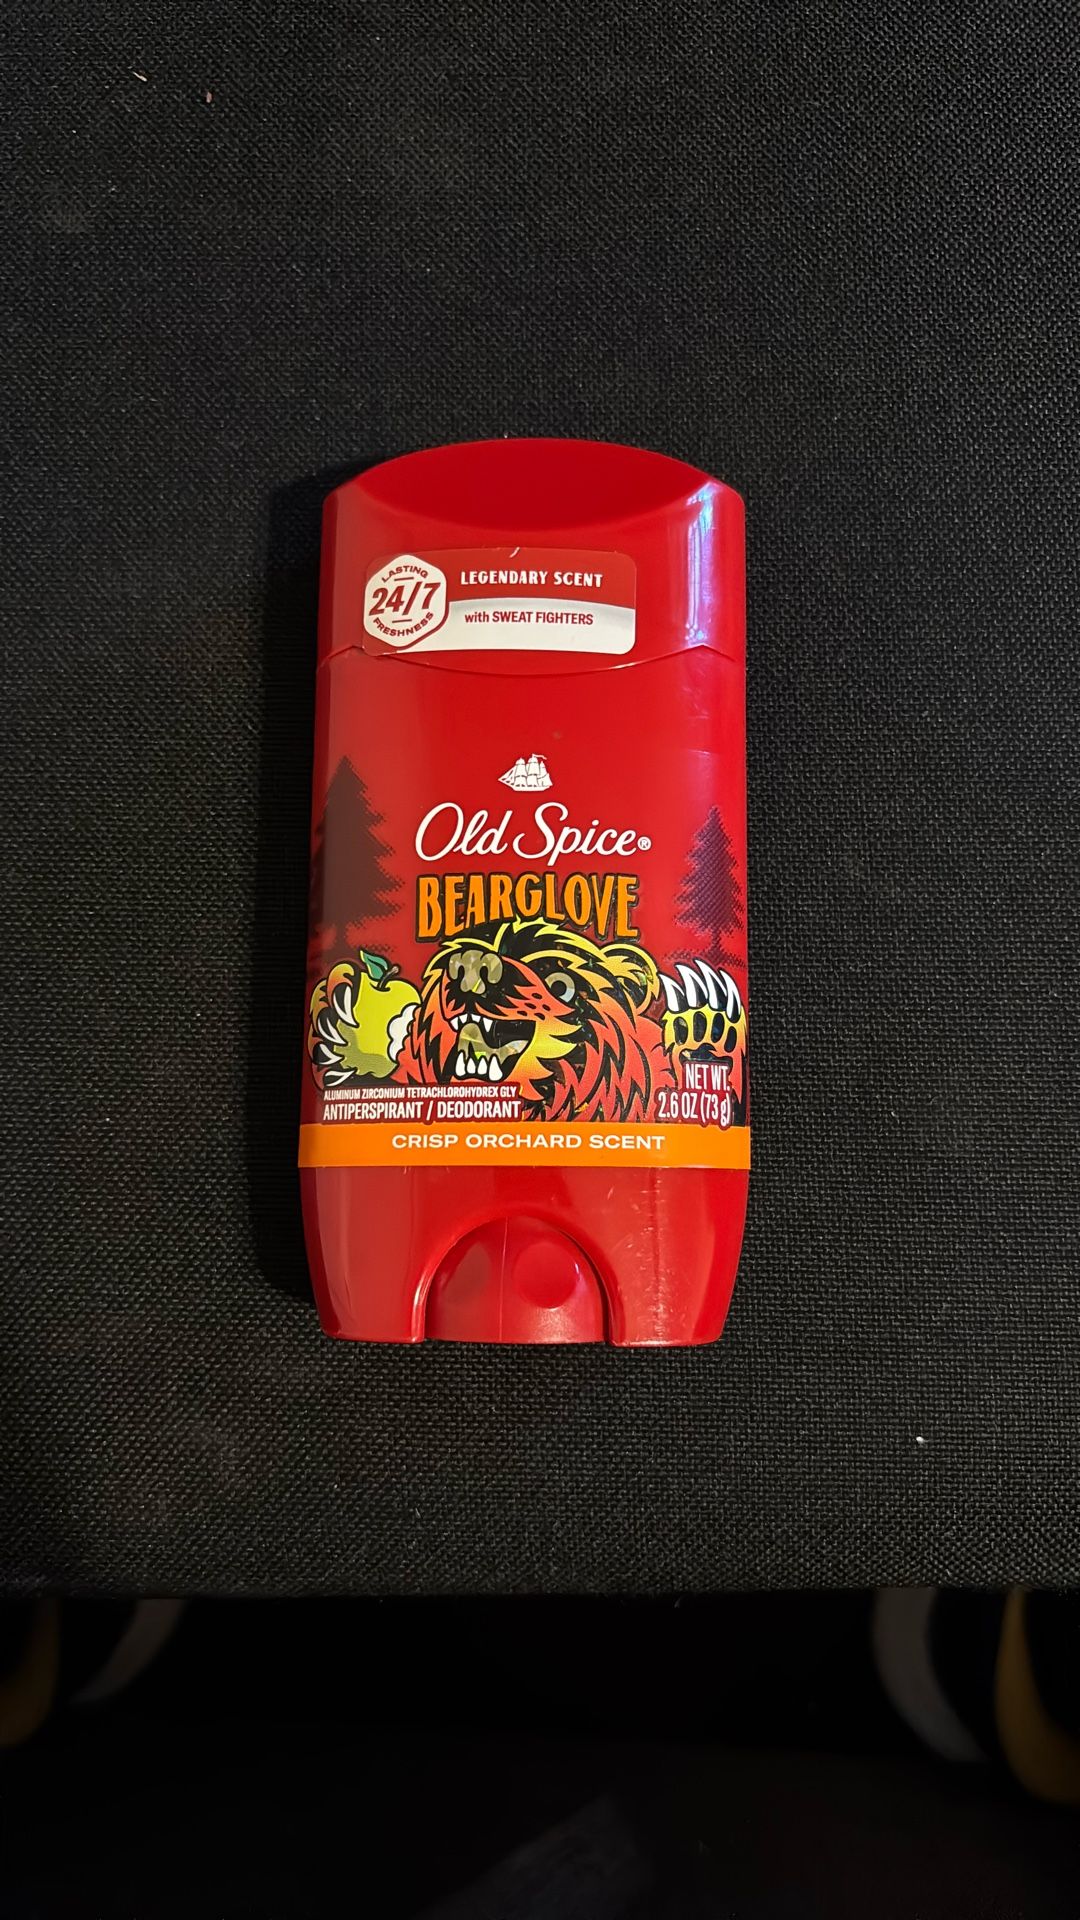 LASTING
24/7
FRESHNESS
LEGENDARY SCENT
with SWEAT FIGHTERS
Old Spice®
BEARGLOVE
ALUMINUM ZIRCONIUM TETRACHLOROHYDREX GLY
ANTIPERSPIRANT / DEODORANT
NET WT.
2.6 OZ (73 g)
CRISP ORCHARD SCENT